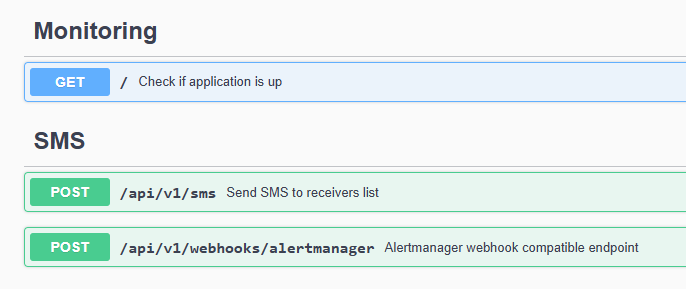 Monitoring
GET / Check if application is up
SMS
POST /api/v1/sms Send SMS to receivers list
POST /api/v1/webhooks/alertmanager Alertmanager webhook compatible endpoint